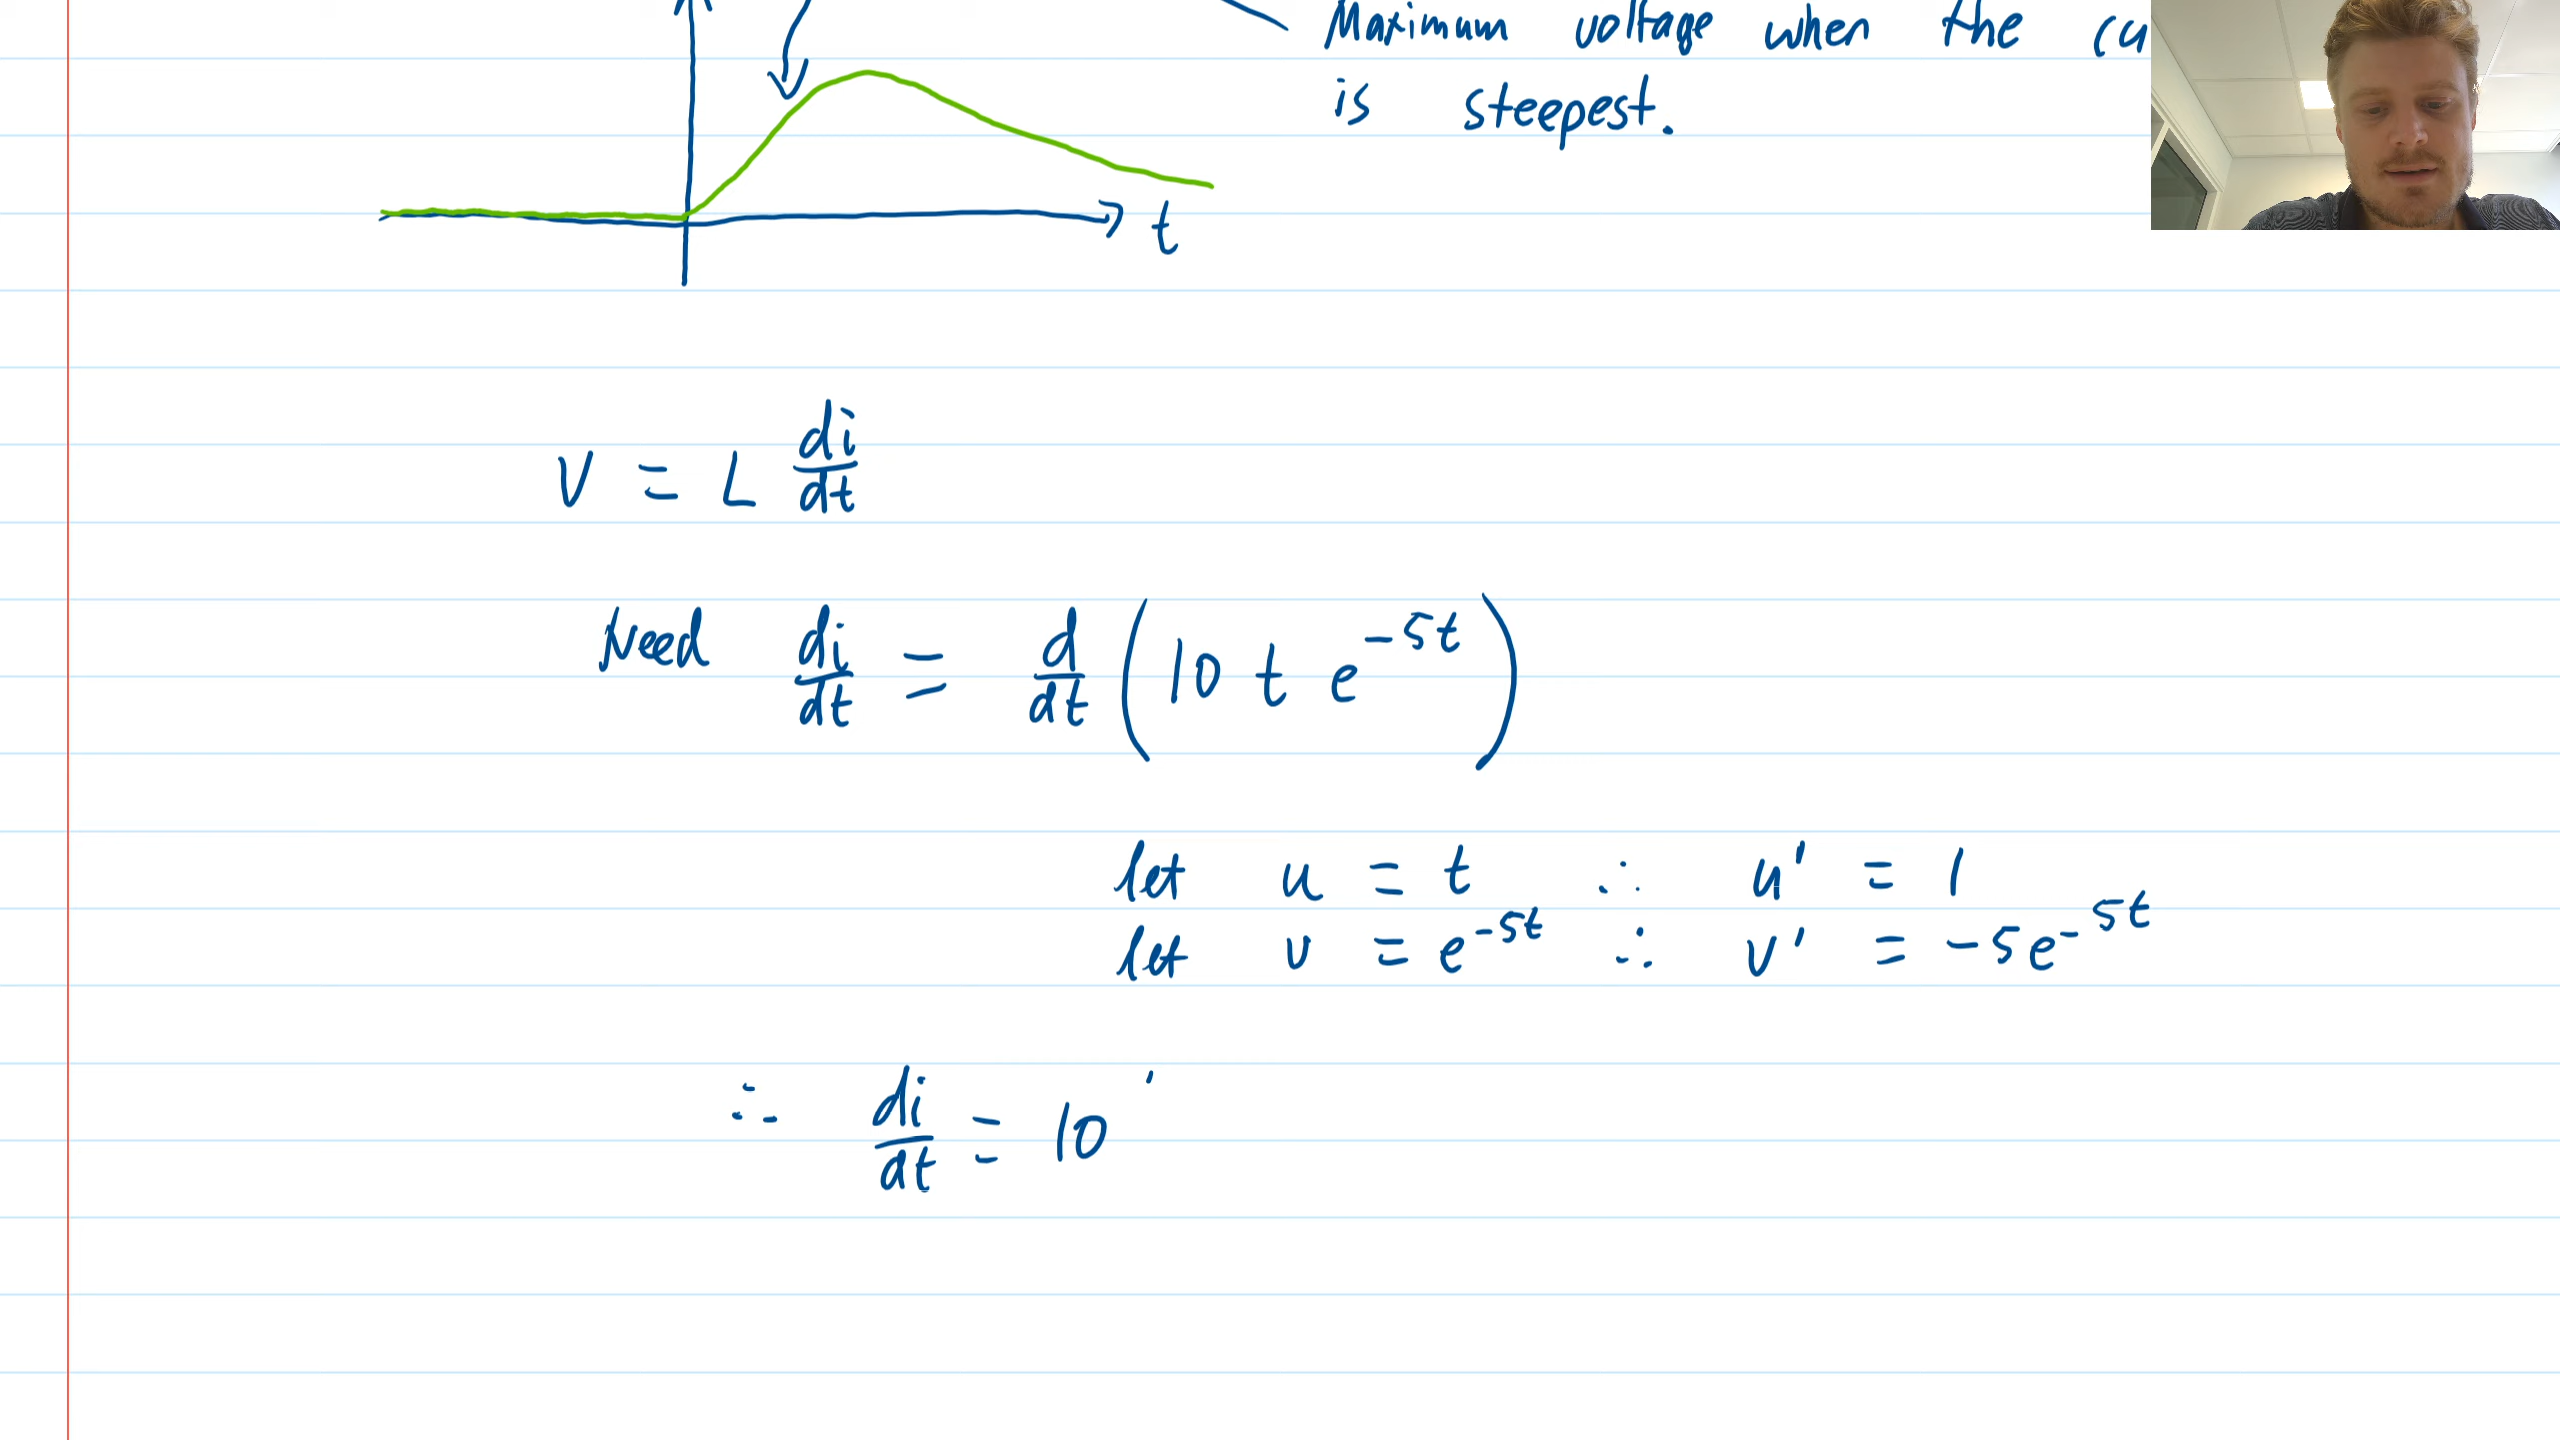 Maximum voltage when the cu
is steepest.
t
V = L di/dt
Need di/dt = d/dt (10 t e^-5t)
let u = t ∴ u' = 1
let v = e^-5t ∴ v' = -5e^-5t
∴ di/dt = 10